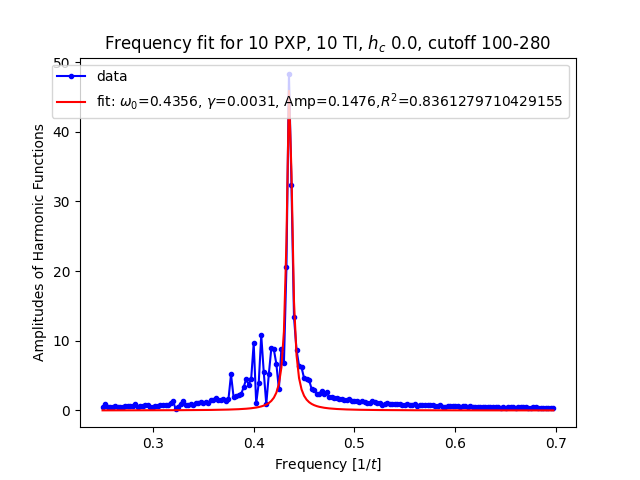 Frequency fit for 10 PXP, 10 TI, $h_c$ 0.0, cutoff 100-280
50
data
fit: $\omega_0$=0.4356, $\gamma$=0.0031, Amp=0.1476,$R^2$=0.8361279710429155
40
30
20
10
0
Amplitudes of Harmonic Functions
0.3 0.4 0.5 0.6 0.7
Frequency [1/$t$]